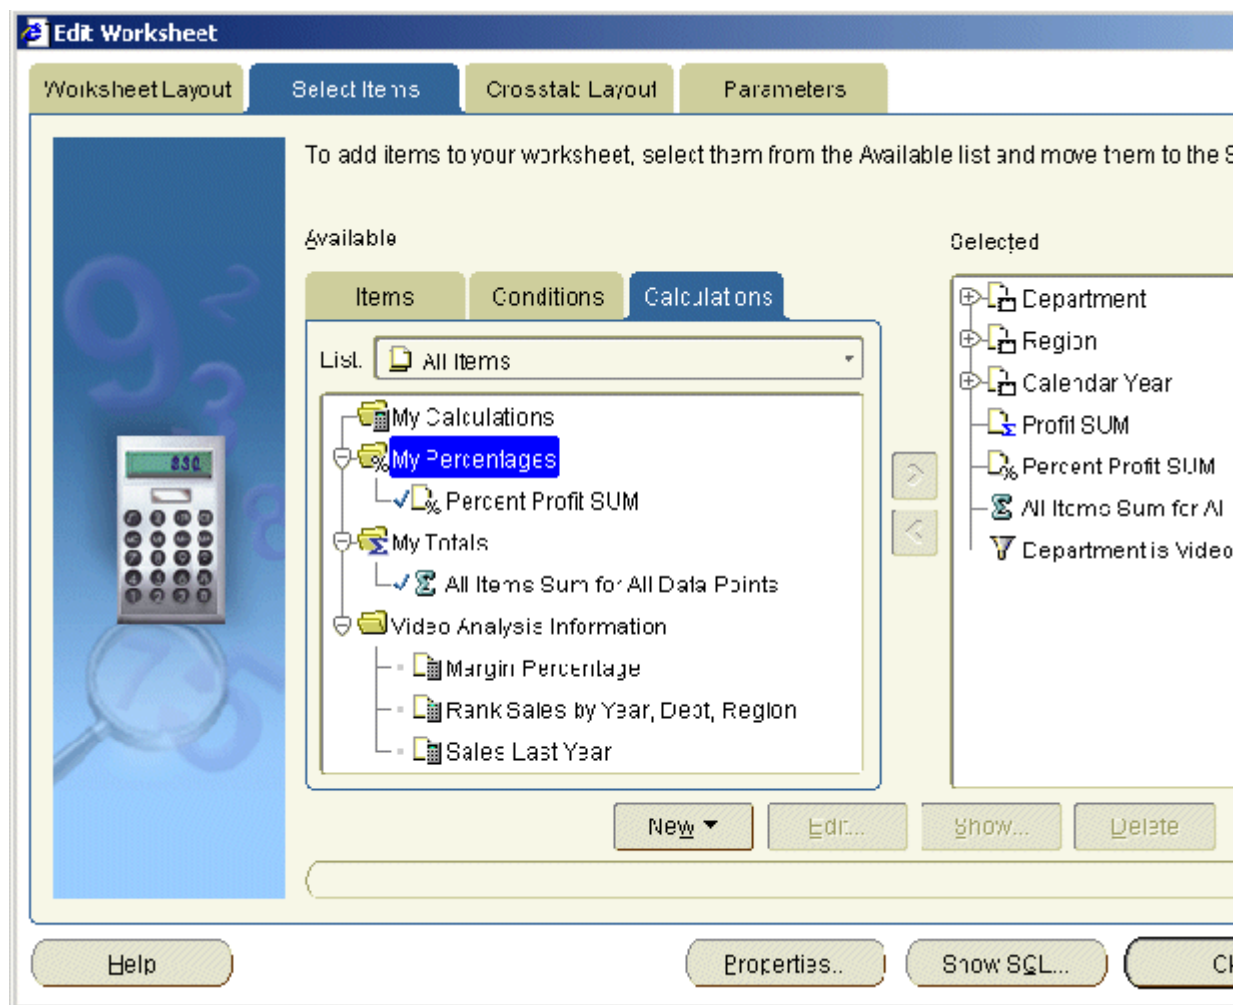 Edit Worksheet
Worksheet Layout
Select Items
Crosstab Layout
Parameters
To add items to your worksheet, select them from the Available list and move them to the S
Available
Selected
Items
Conditions
Calculations
List:
All Items
My Calculations
My Percentages
Percent Profit SUM
My Totals
All Items Sum for All Data Points
Video Analysis Information
Margin Percentage
Rank Sales by Year, Dept, Region
Sales Last Year
Department
Region
Calendar Year
Profit SUM
Percent Profit SUM
All Items Sum for Al
Department is Video
New
Edit...
Show...
Delete
Help
Properties..
Show SQL...